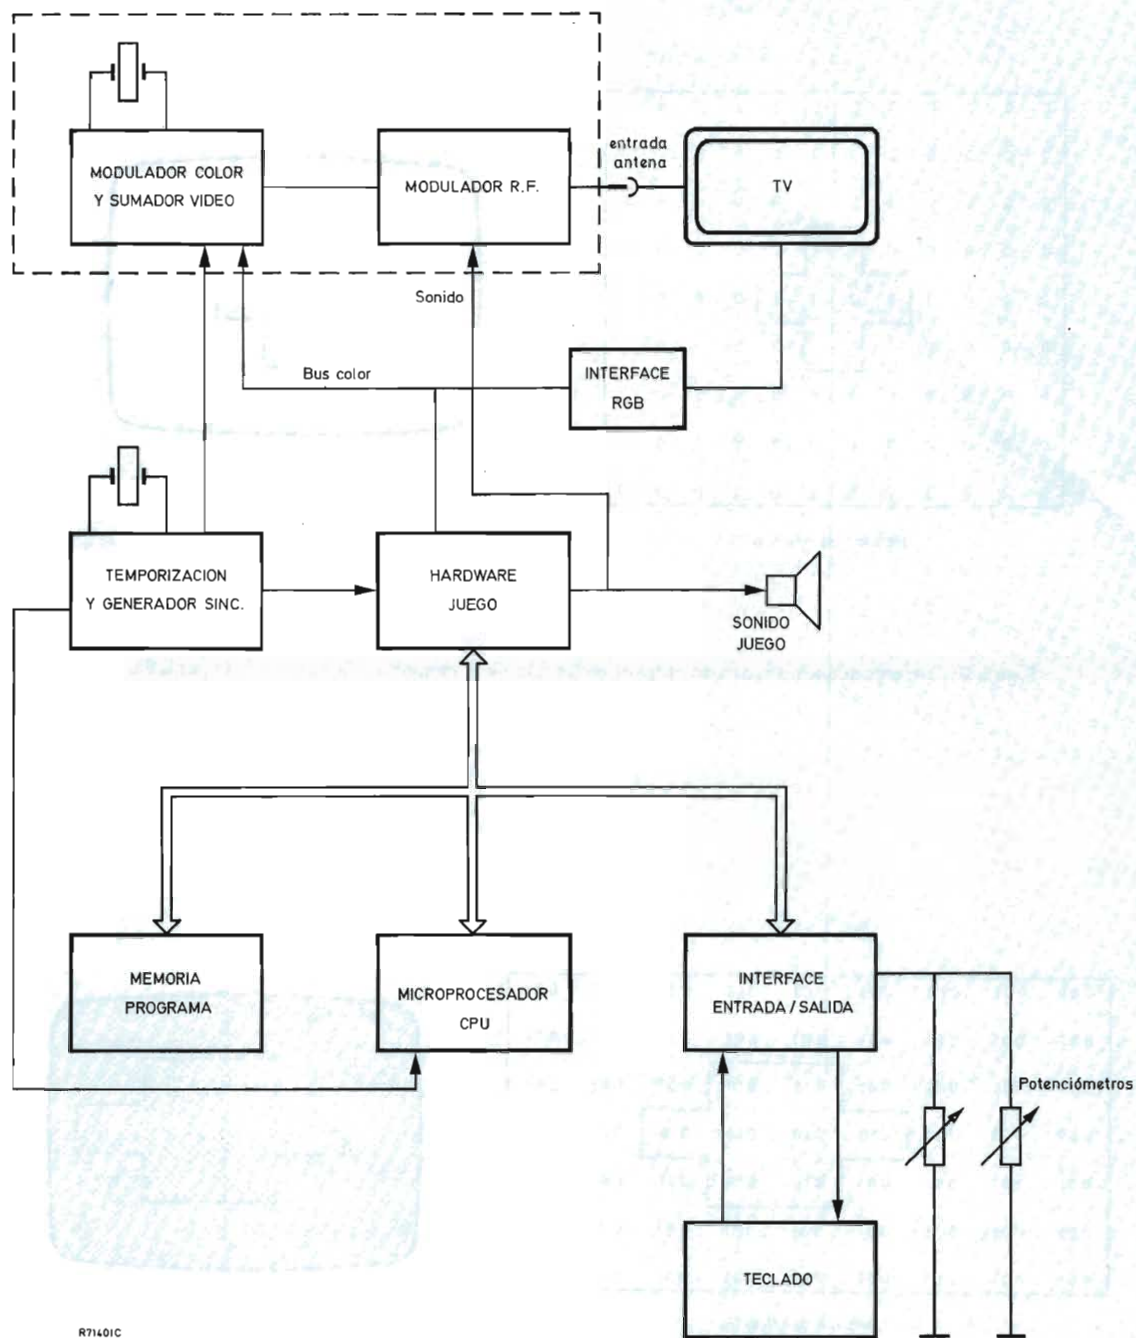 MODULADOR COLOR
Y SUMADOR VIDEO
MODULADOR R.F.
entrada
antena
TV
Sonido
Bus color
INTERFACE
RGB
TEMPORIZACION
Y GENERADOR SINC.
HARDWARE
JUEGO
SONIDO
JUEGO
MEMORIA
PROGRAMA
MICROPROCESADOR
CPU
INTERFACE
ENTRADA / SALIDA
Potenciómetros
TECLADO
R71401C